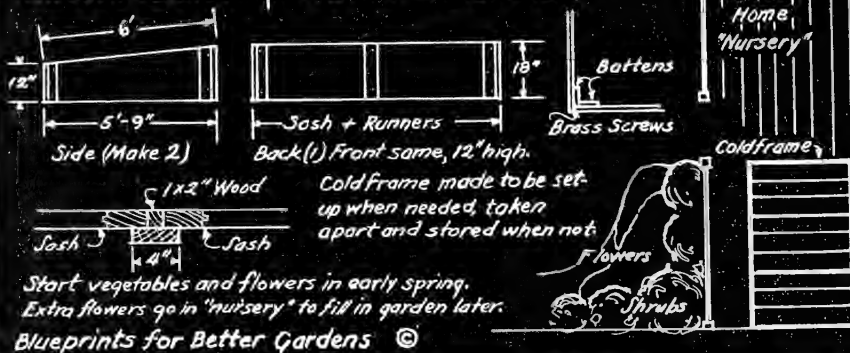 6'
12"
5'-9"
Side (Make 2)
18"
Sash + Runners
Back(1) Front same, 12" high.
Battens
Brass Screws
Home
"Nursery"
Coldframe
1x2" Wood
Sash
Sash
4"
Coldframe made to be set-
up when needed, taken
apart and stored when not.
Flowers
Shrubs
Start vegetables and flowers in early spring.
Extra flowers go in "nursery" to fill in garden later.
Blueprints for Better Gardens ©